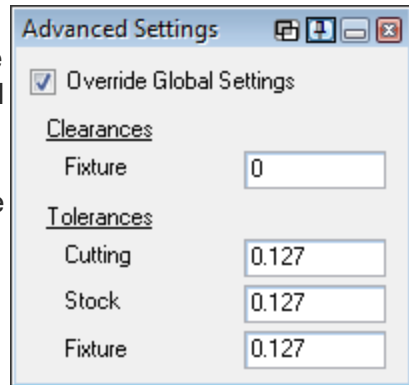 Advanced Settings
Override Global Settings
Clearances
Fixture 0
Tolerances
Cutting 0.127
Stock 0.127
Fixture 0.127